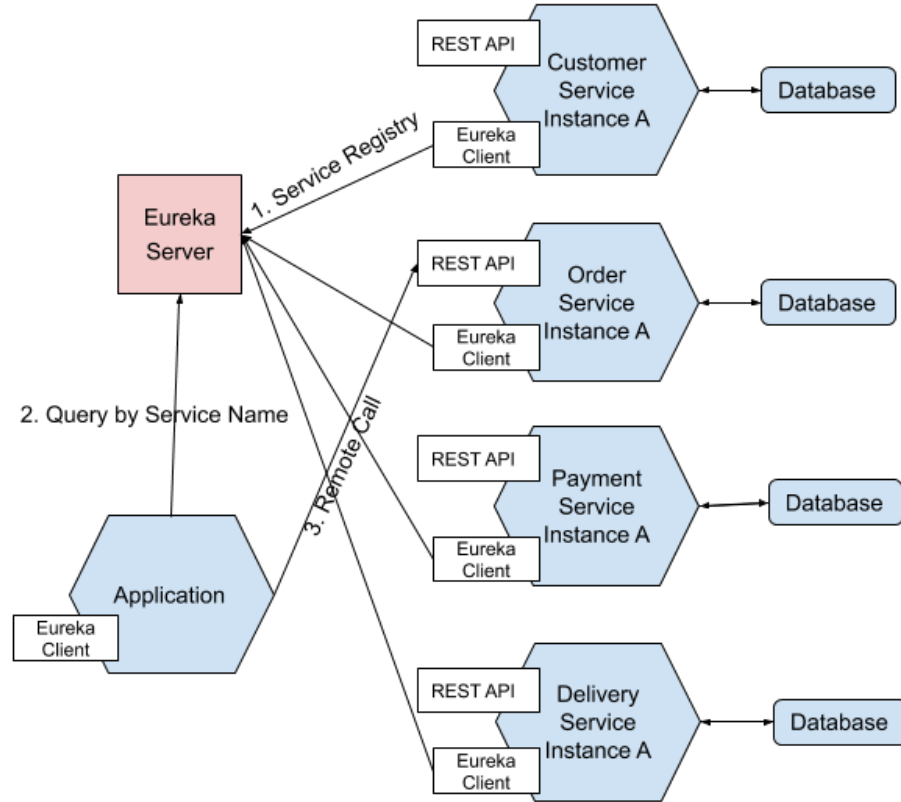 REST API
Customer
Service
Instance A
Database
Eureka
Client
1. Service Registry
Eureka
Server
REST API
Order
Service
Instance A
Database
Eureka
Client
2. Query by Service Name
3. Remote Call
REST API
Payment
Service
Instance A
Database
Eureka
Client
Application
Eureka
Client
REST API
Delivery
Service
Instance A
Database
Eureka
Client